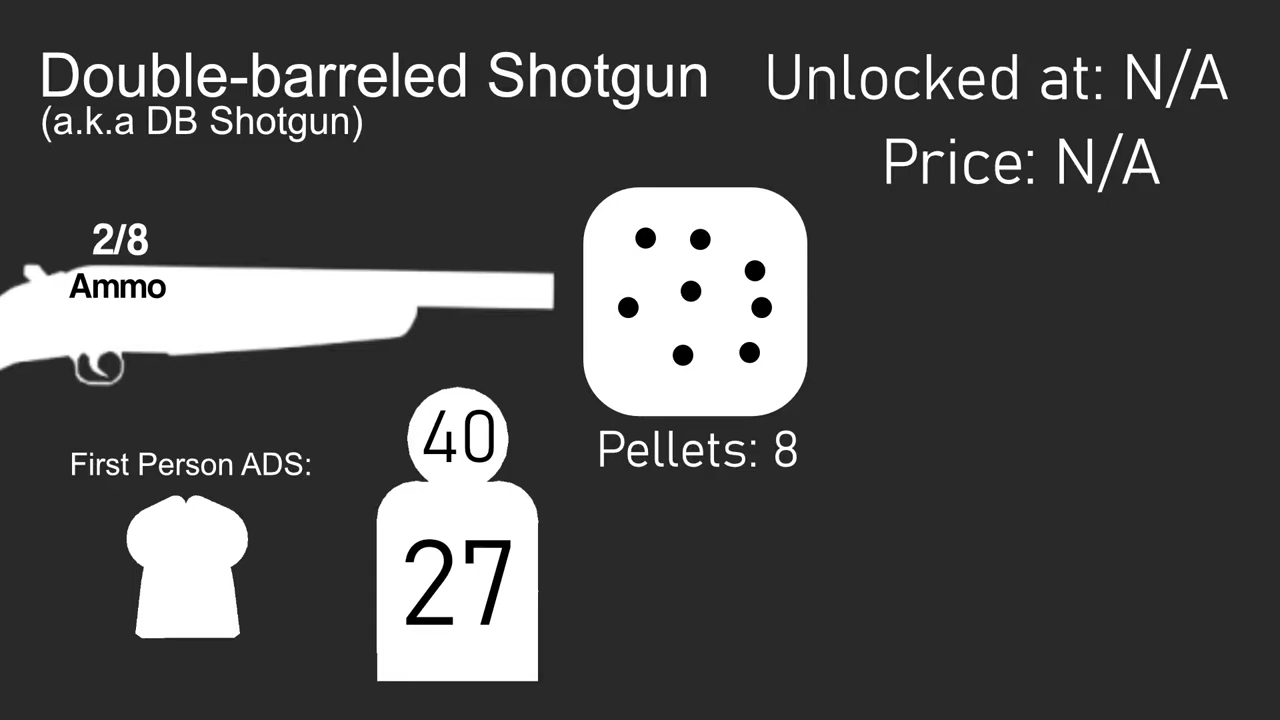 Double-barreled Shotgun
(a.k.a DB Shotgun)
Unlocked at: N/A
Price: N/A
2/8
Ammo
Pellets: 8
First Person ADS:
40
27